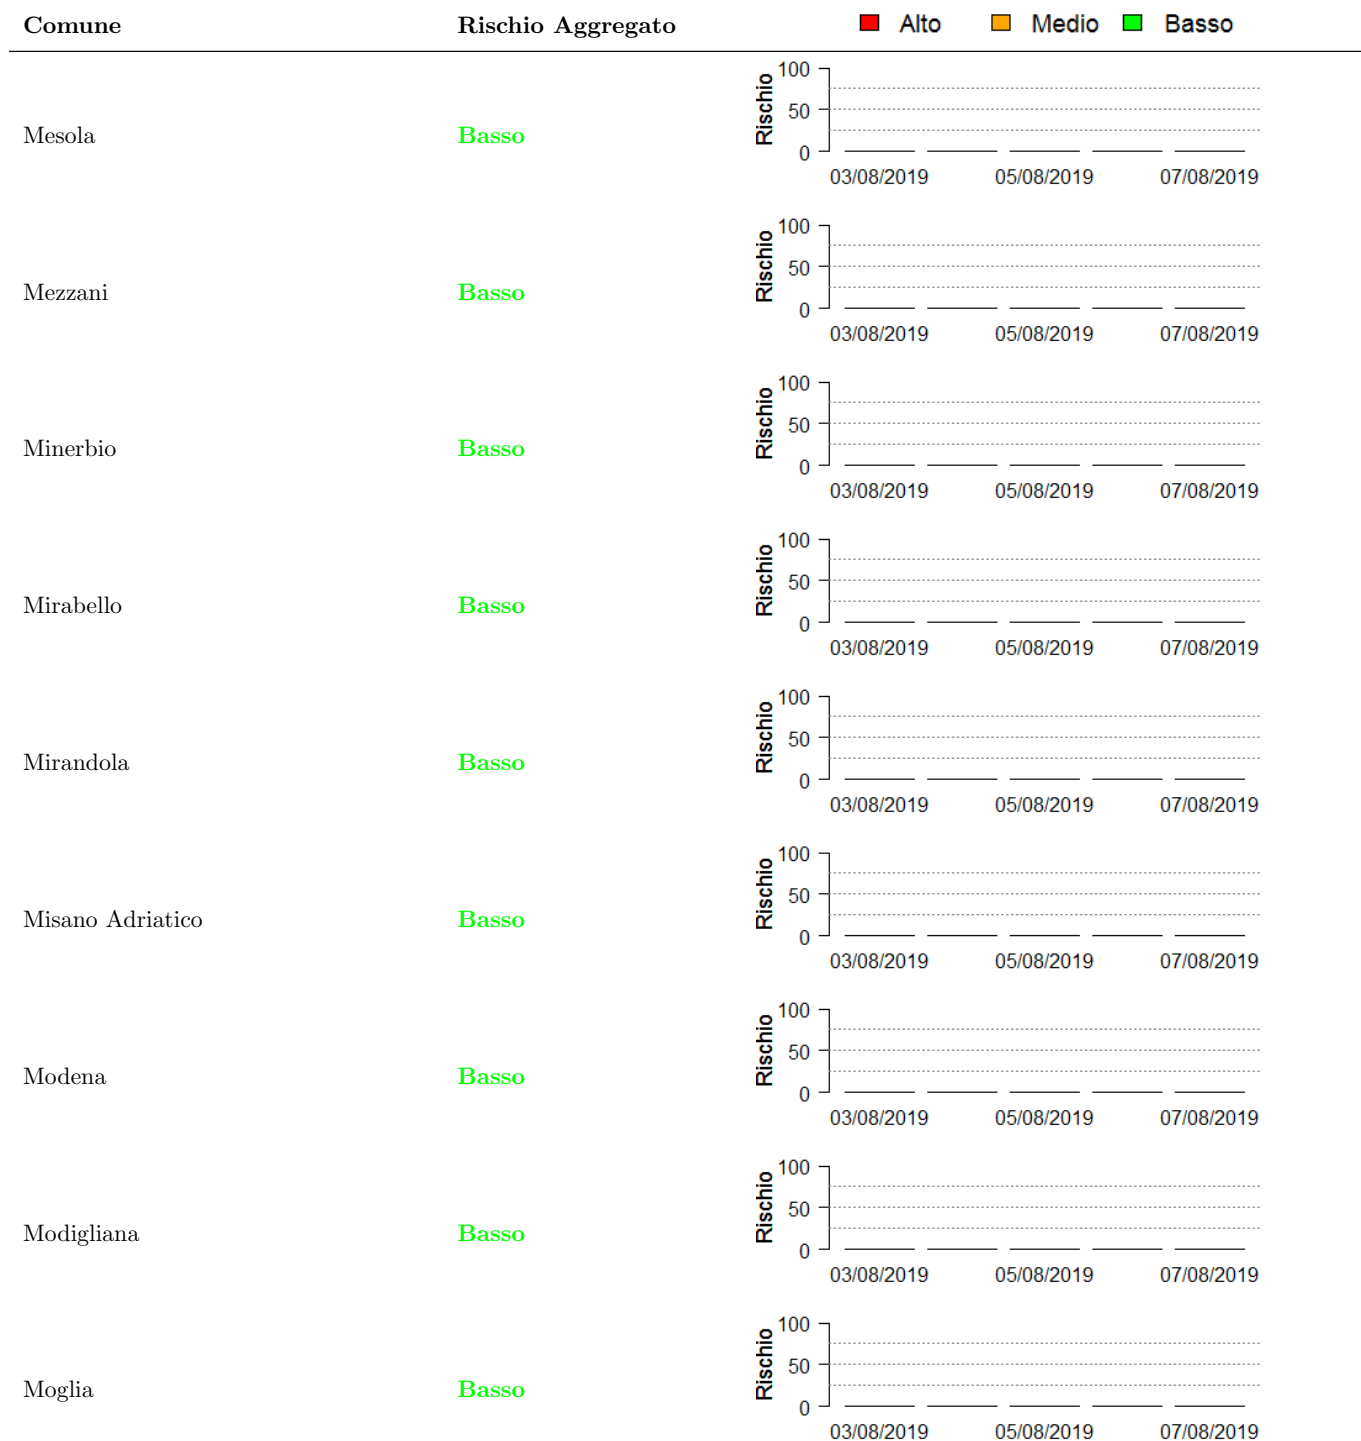 Comune Rischio Aggregato Alto Medio Basso
Mesola Basso
Rischio
100
50
0
03/08/2019 05/08/2019 07/08/2019
Mezzani Basso
Rischio
100
50
0
03/08/2019 05/08/2019 07/08/2019
Minerbio Basso
Rischio
100
50
0
03/08/2019 05/08/2019 07/08/2019
Mirabello Basso
Rischio
100
50
0
03/08/2019 05/08/2019 07/08/2019
Mirandola Basso
Rischio
100
50
0
03/08/2019 05/08/2019 07/08/2019
Misano Adriatico Basso
Rischio
100
50
0
03/08/2019 05/08/2019 07/08/2019
Modena Basso
Rischio
100
50
0
03/08/2019 05/08/2019 07/08/2019
Modigliana Basso
Rischio
100
50
0
03/08/2019 05/08/2019 07/08/2019
Moglia Basso
Rischio
100
50
0
03/08/2019 05/08/2019 07/08/2019